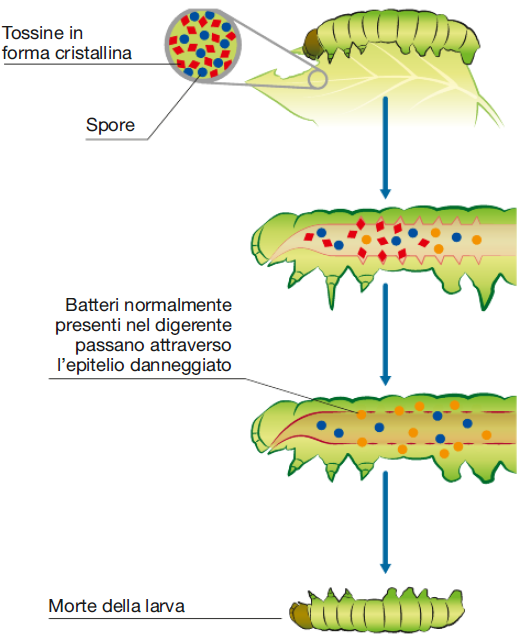 Tossine in
forma cristallina
Spore
Batteri normalmente
presenti nel digerente
passano attraverso
l'epitelio danneggiato
Morte della larva